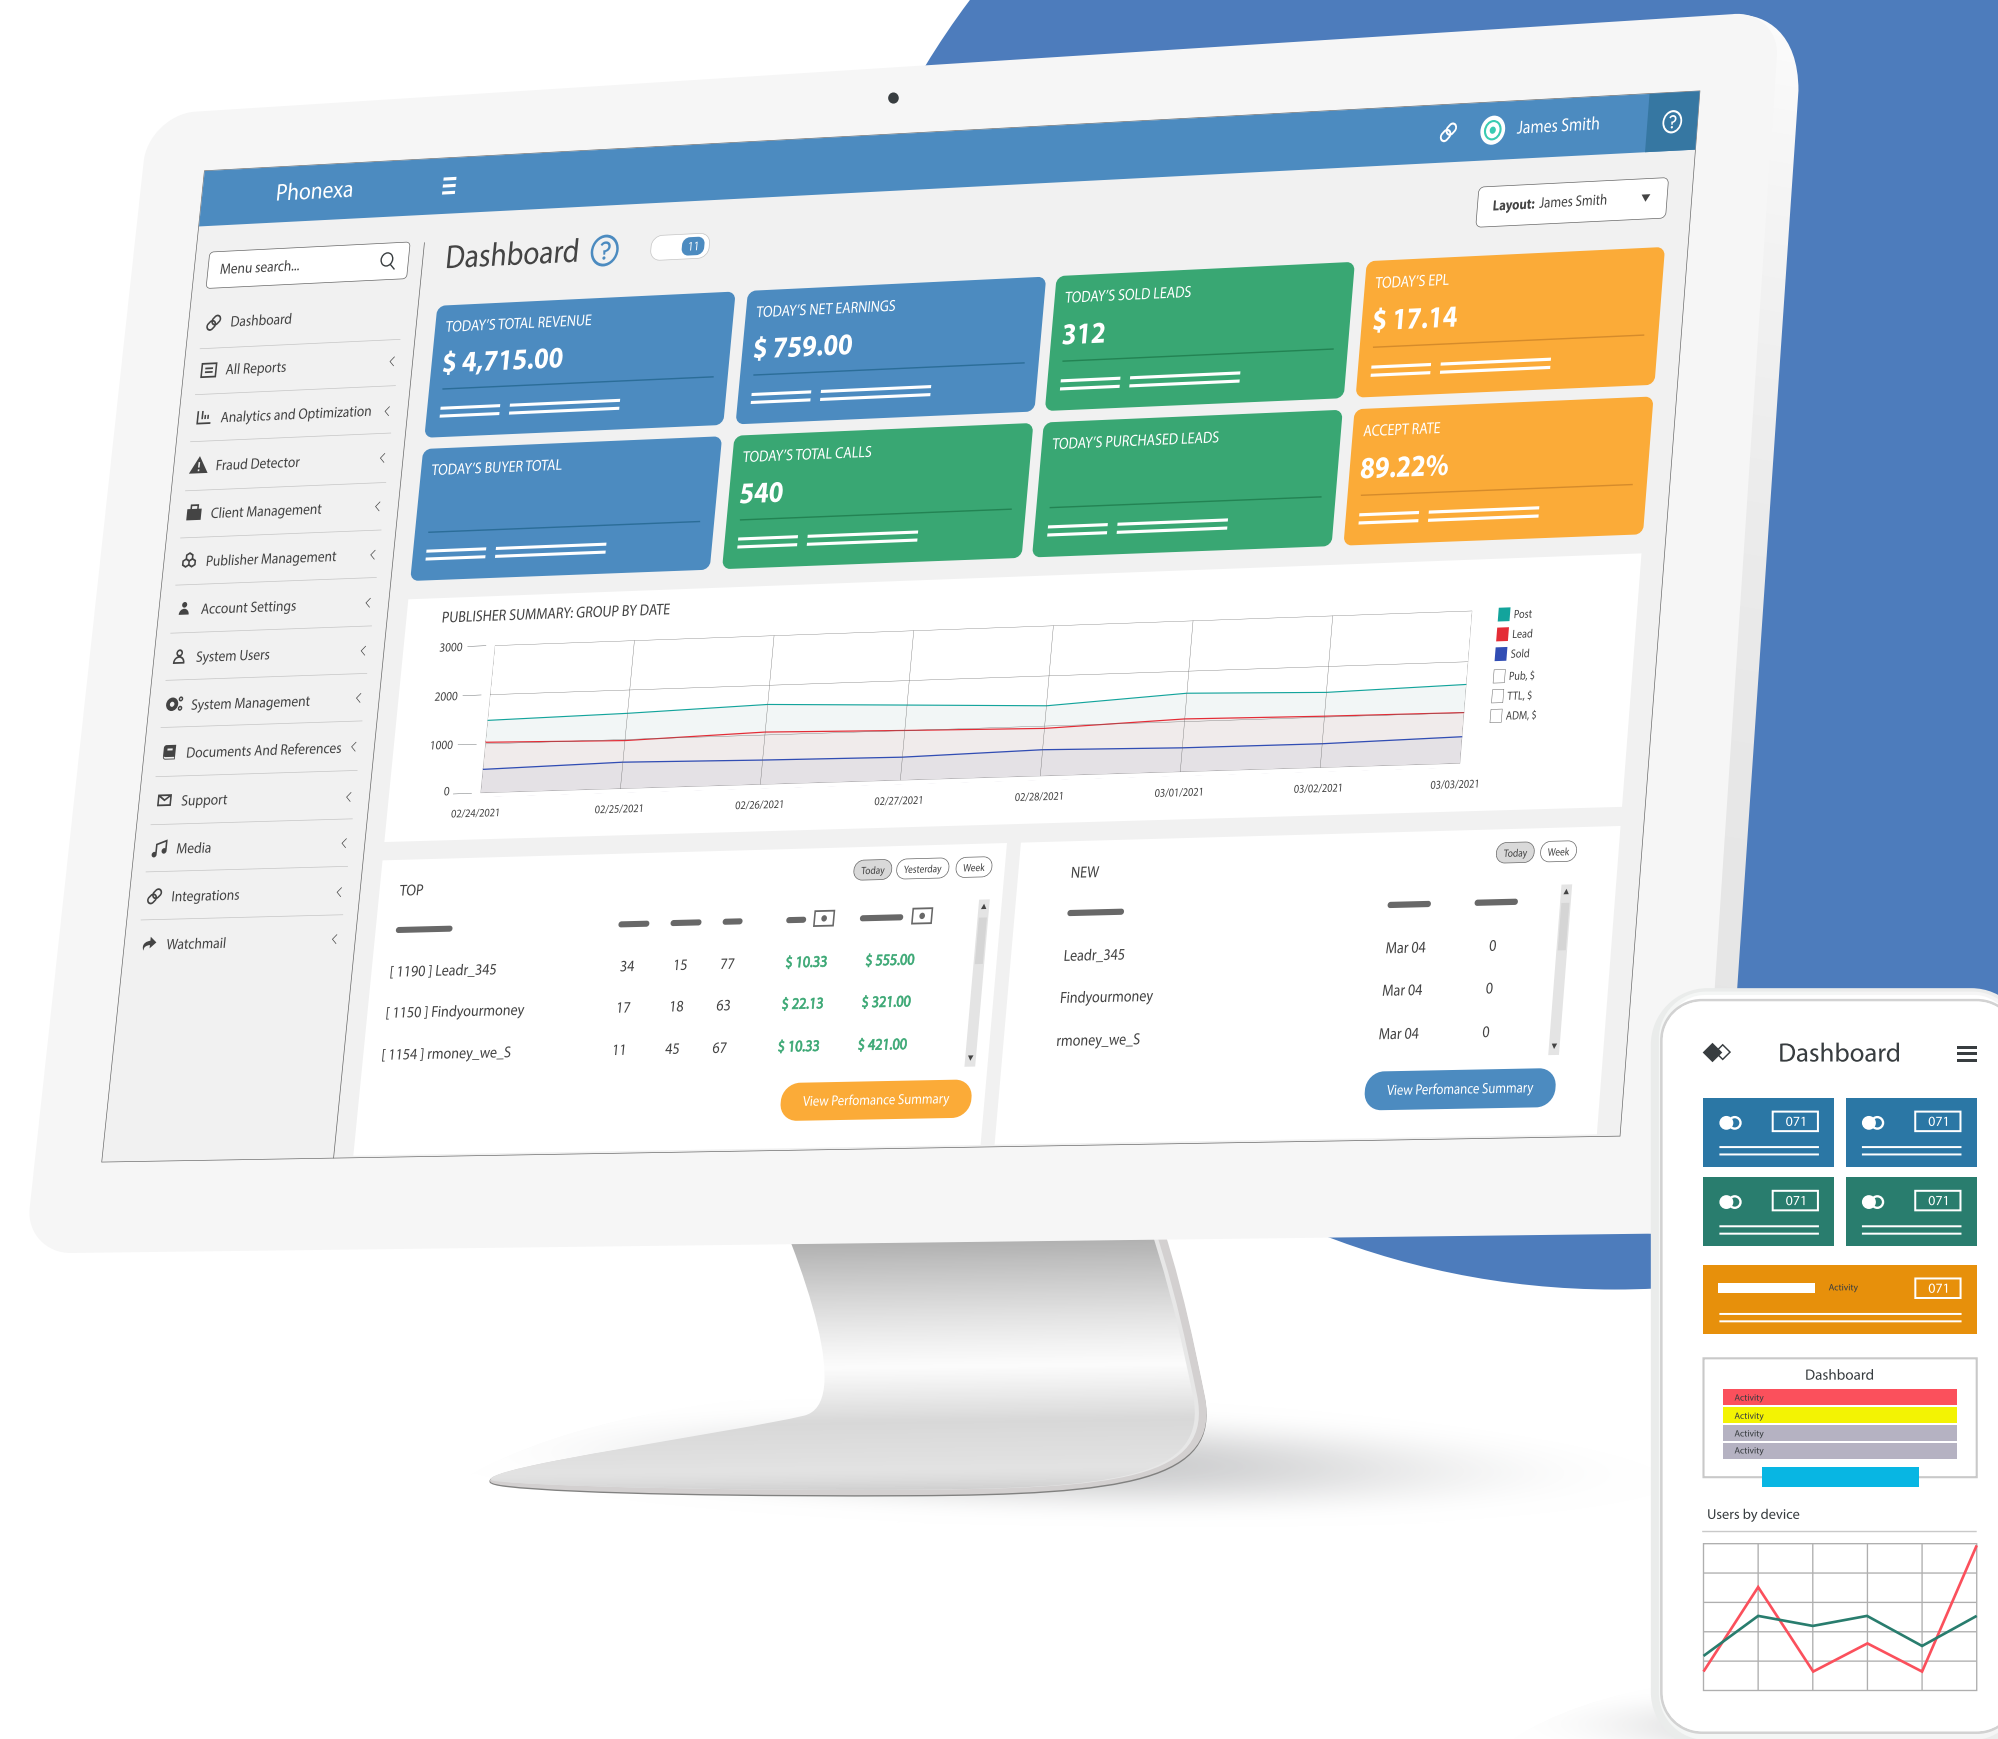 Phonexa
James Smith
?
Layout: James Smith
Menu search...
Dashboard
All Reports
Analytics and Optimization
Fraud Detector
Client Management
Publisher Management
Account Settings
System Users
System Management
Documents And References
Support
Media
Integrations
Watchmail
Dashboard ? 11
TODAY'S TOTAL REVENUE
$ 4,715.00
TODAY'S NET EARNINGS
$ 759.00
TODAY'S SOLD LEADS
312
TODAY'S EPL
$ 17.14
TODAY'S BUYER TOTAL
TODAY'S TOTAL CALLS
540
TODAY'S PURCHASED LEADS
ACCEPT RATE
89.22%
PUBLISHER SUMMARY: GROUP BY DATE
3000
2000
1000
0
02/24/2021 02/25/2021 02/26/2021 02/27/2021 02/28/2021 03/01/2021 03/02/2021 03/03/2021
Post
Lead
Sold
Pub, $
TTL, $
ADM, $
TOP
Today Yesterday Week
[ 1190 ] Leadr_345 34 15 77 $ 10.33 $ 555.00
[ 1150 ] Findyourmoney 17 18 63 $ 22.13 $ 321.00
[ 1154 ] rmoney_we_S 11 45 67 $ 10.33 $ 421.00
View Perfomance Summary
NEW
Today Week
Leadr_345 Mar 04 0
Findyourmoney Mar 04 0
rmoney_we_S Mar 04 0
View Perfomance Summary
Dashboard
071 071
071 071
Activity 071
Dashboard
Activity
Activity
Activity
Activity
Users by device